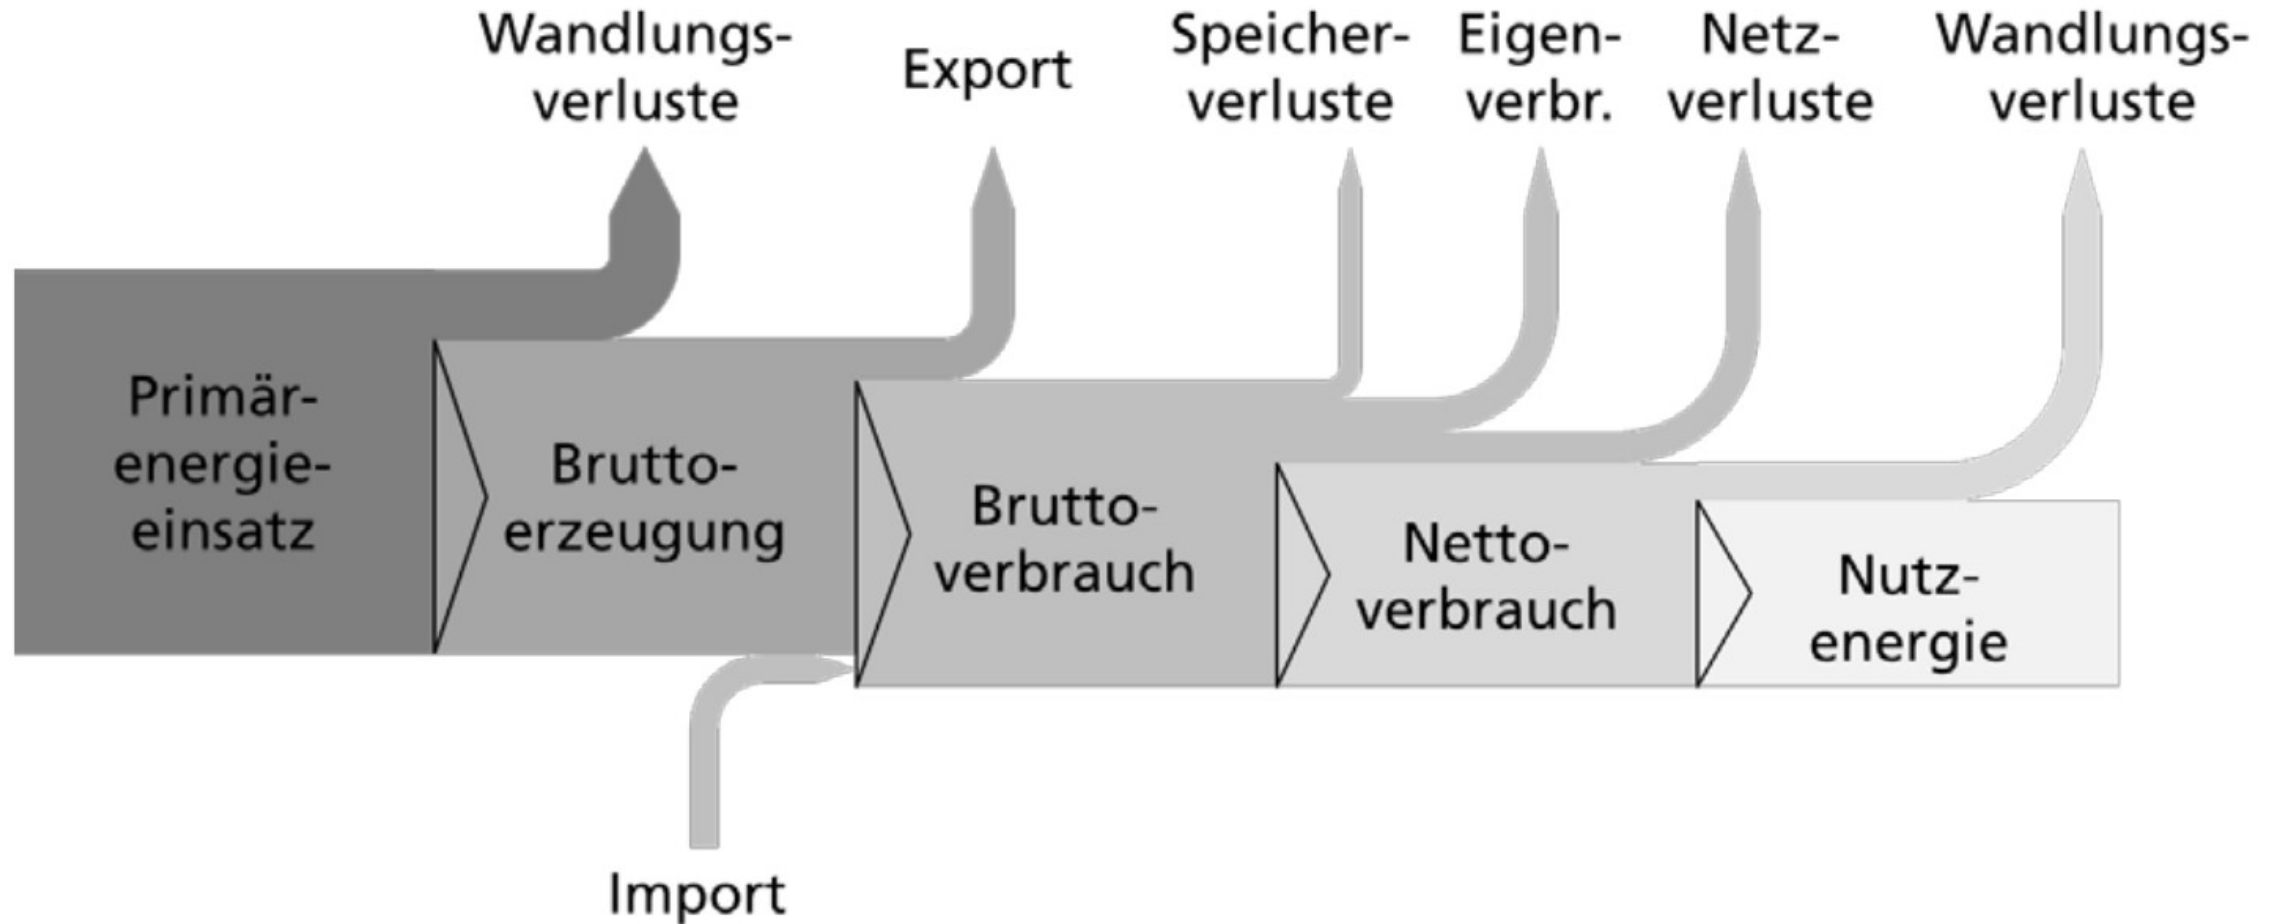 Wandlungs-
verluste
Export
Speicher-
verluste
Eigen-
verbr.
Netz-
verluste
Wandlungs-
verluste
Primär-
energie-
einsatz
Brutto-
erzeugung
Brutto-
verbrauch
Netto-
verbrauch
Nutz-
energie
Import